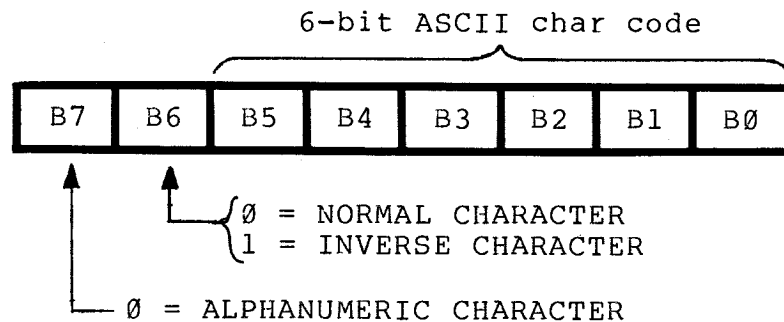 6-bit ASCII char code
B7 B6 B5 B4 B3 B2 B1 BØ
Ø = NORMAL CHARACTER
1 = INVERSE CHARACTER
Ø = ALPHANUMERIC CHARACTER